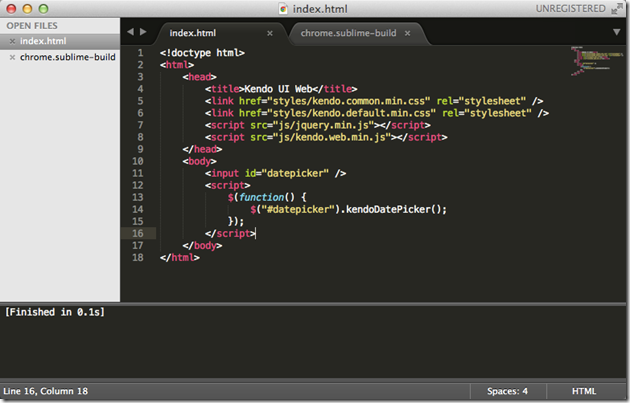 index.html
UNREGISTERED
OPEN FILES
index.html
chrome.sublime-build
index.html
chrome.sublime-build
1 <!doctype html>
2 <html>
3 <head>
4 <title>Kendo UI Web</title>
5 <link href="styles/kendo.common.min.css" rel="stylesheet" />
6 <link href="styles/kendo.default.min.css" rel="stylesheet" />
7 <script src="js/jquery.min.js"></script>
8 <script src="js/kendo.web.min.js"></script>
9 </head>
10 <body>
11 <input id="datepicker" />
12 <script>
13 $(function() {
14 $("#datepicker").kendoDatePicker();
15 });
16 </script>
17 </body>
18 </html>
[Finished in 0.1s]
Line 16, Column 18
Spaces: 4
HTML